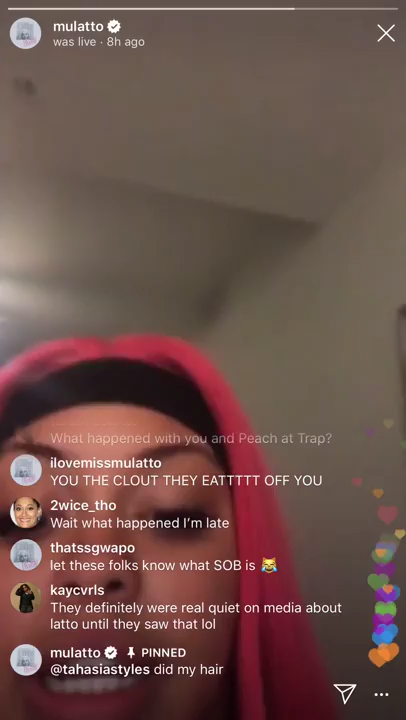 mulatto
was live · 8h ago
What happened with you and Peach at Trap?
ilovemissmulatto
YOU THE CLOUT THEY EATTTTT OFF YOU
2wice_tho
Wait what happened I'm late
thatssgwapo
let these folks know what SOB is 😹
kaycvrls
They definitely were real quiet on media about
latto until they saw that lol
mulatto PINNED
@tahasiastyles did my hair